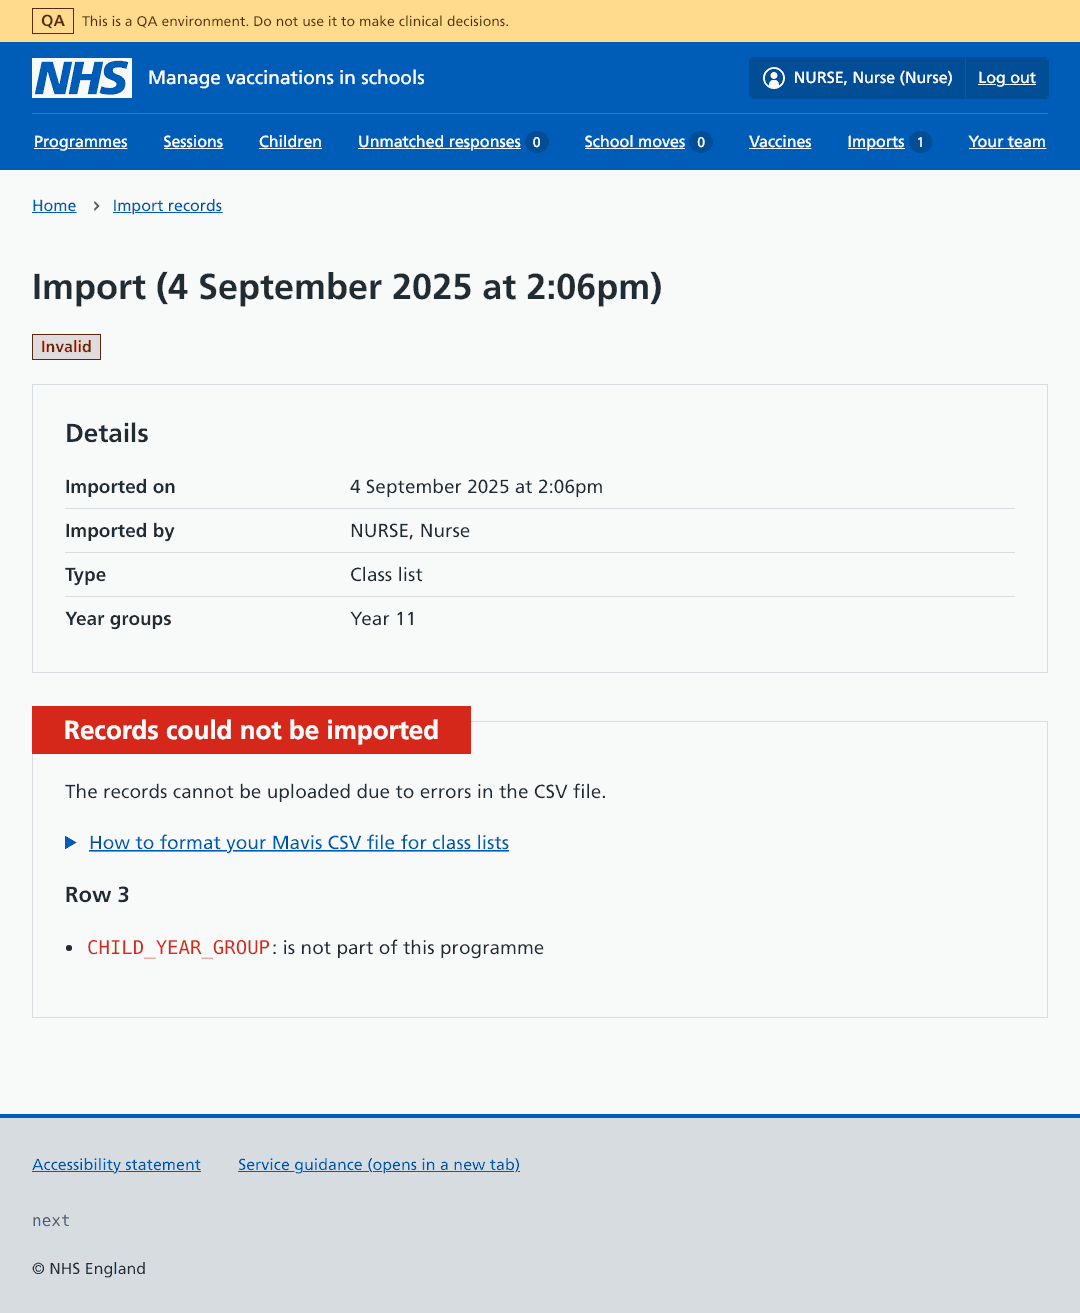 QA This is a QA environment. Do not use it to make clinical decisions.
NHS Manage vaccinations in schools NURSE, Nurse (Nurse) Log out
Programmes Sessions Children Unmatched responses 0 School moves 0 Vaccines Imports 1 Your team
Home › Import records
Import (4 September 2025 at 2:06pm)
Invalid
Details
Imported on 4 September 2025 at 2:06pm
Imported by NURSE, Nurse
Type Class list
Year groups Year 11
Records could not be imported
The records cannot be uploaded due to errors in the CSV file.
How to format your Mavis CSV file for class lists
Row 3
• CHILD_YEAR_GROUP: is not part of this programme
Accessibility statement Service guidance (opens in a new tab)
next
© NHS England